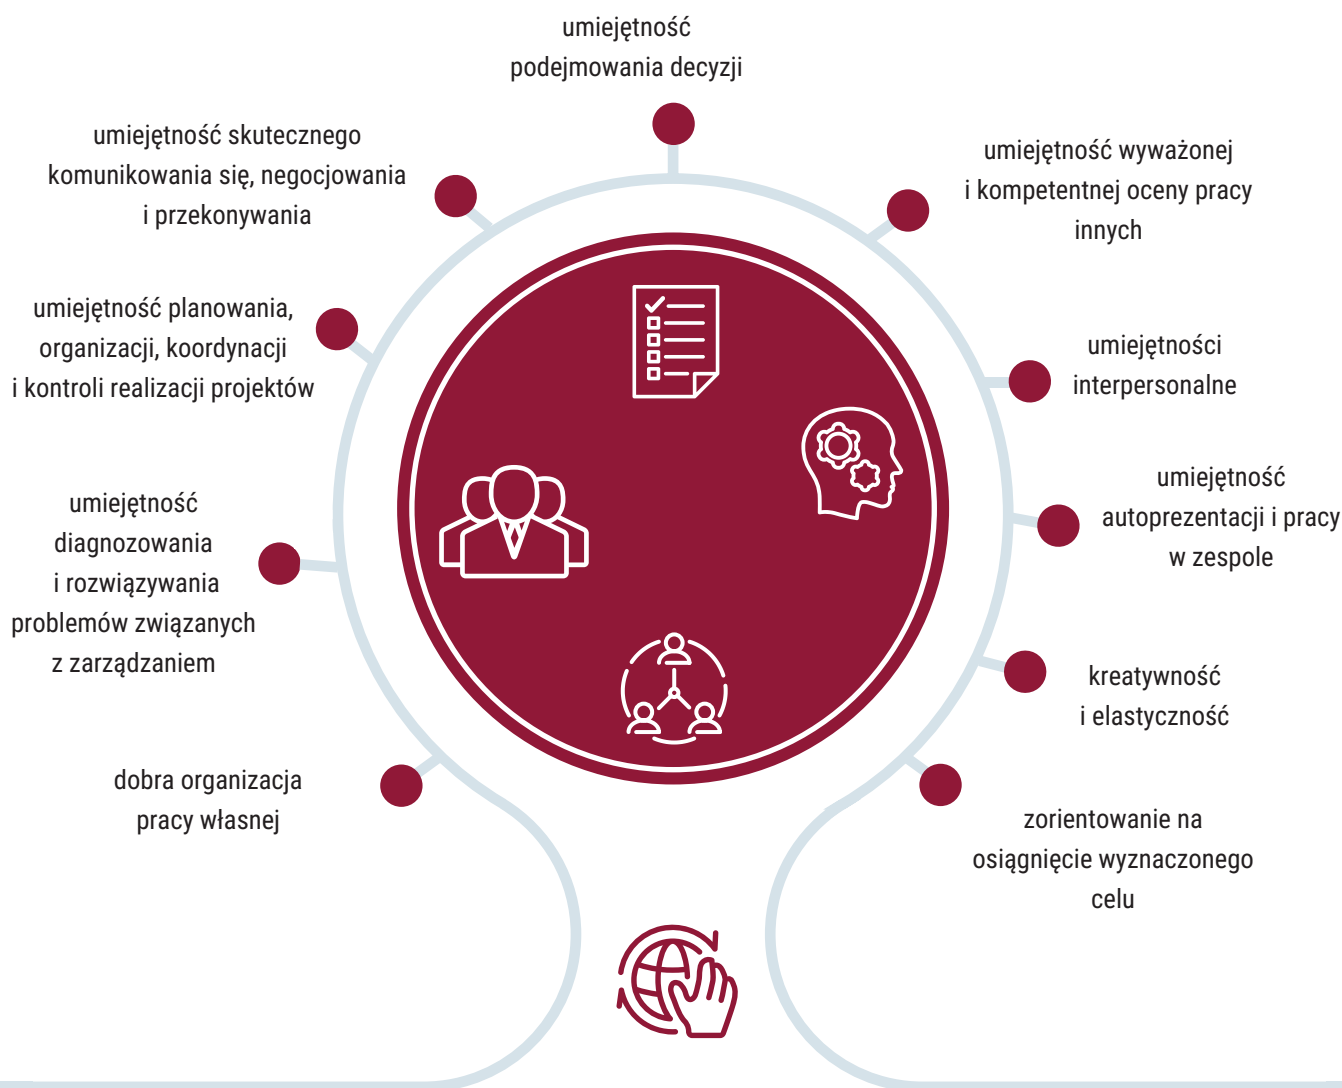 umiejętność
podejmowania decyzji
umiejętność skutecznego
komunikowania się, negocjowania
i przekonywania
umiejętność wyważonej
i kompetentnej oceny pracy
innych
umiejętność planowania,
organizacji, koordynacji
i kontroli realizacji projektów
umiejętności
interpersonalne
umiejętność
diagnozowania
i rozwiązywania
problemów związanych
z zarządzaniem
umiejętność
autoprezentacji i pracy
w zespole
kreatywność
i elastyczność
dobra organizacja
pracy własnej
zorientowanie na
osiągnięcie wyznaczonego
celu